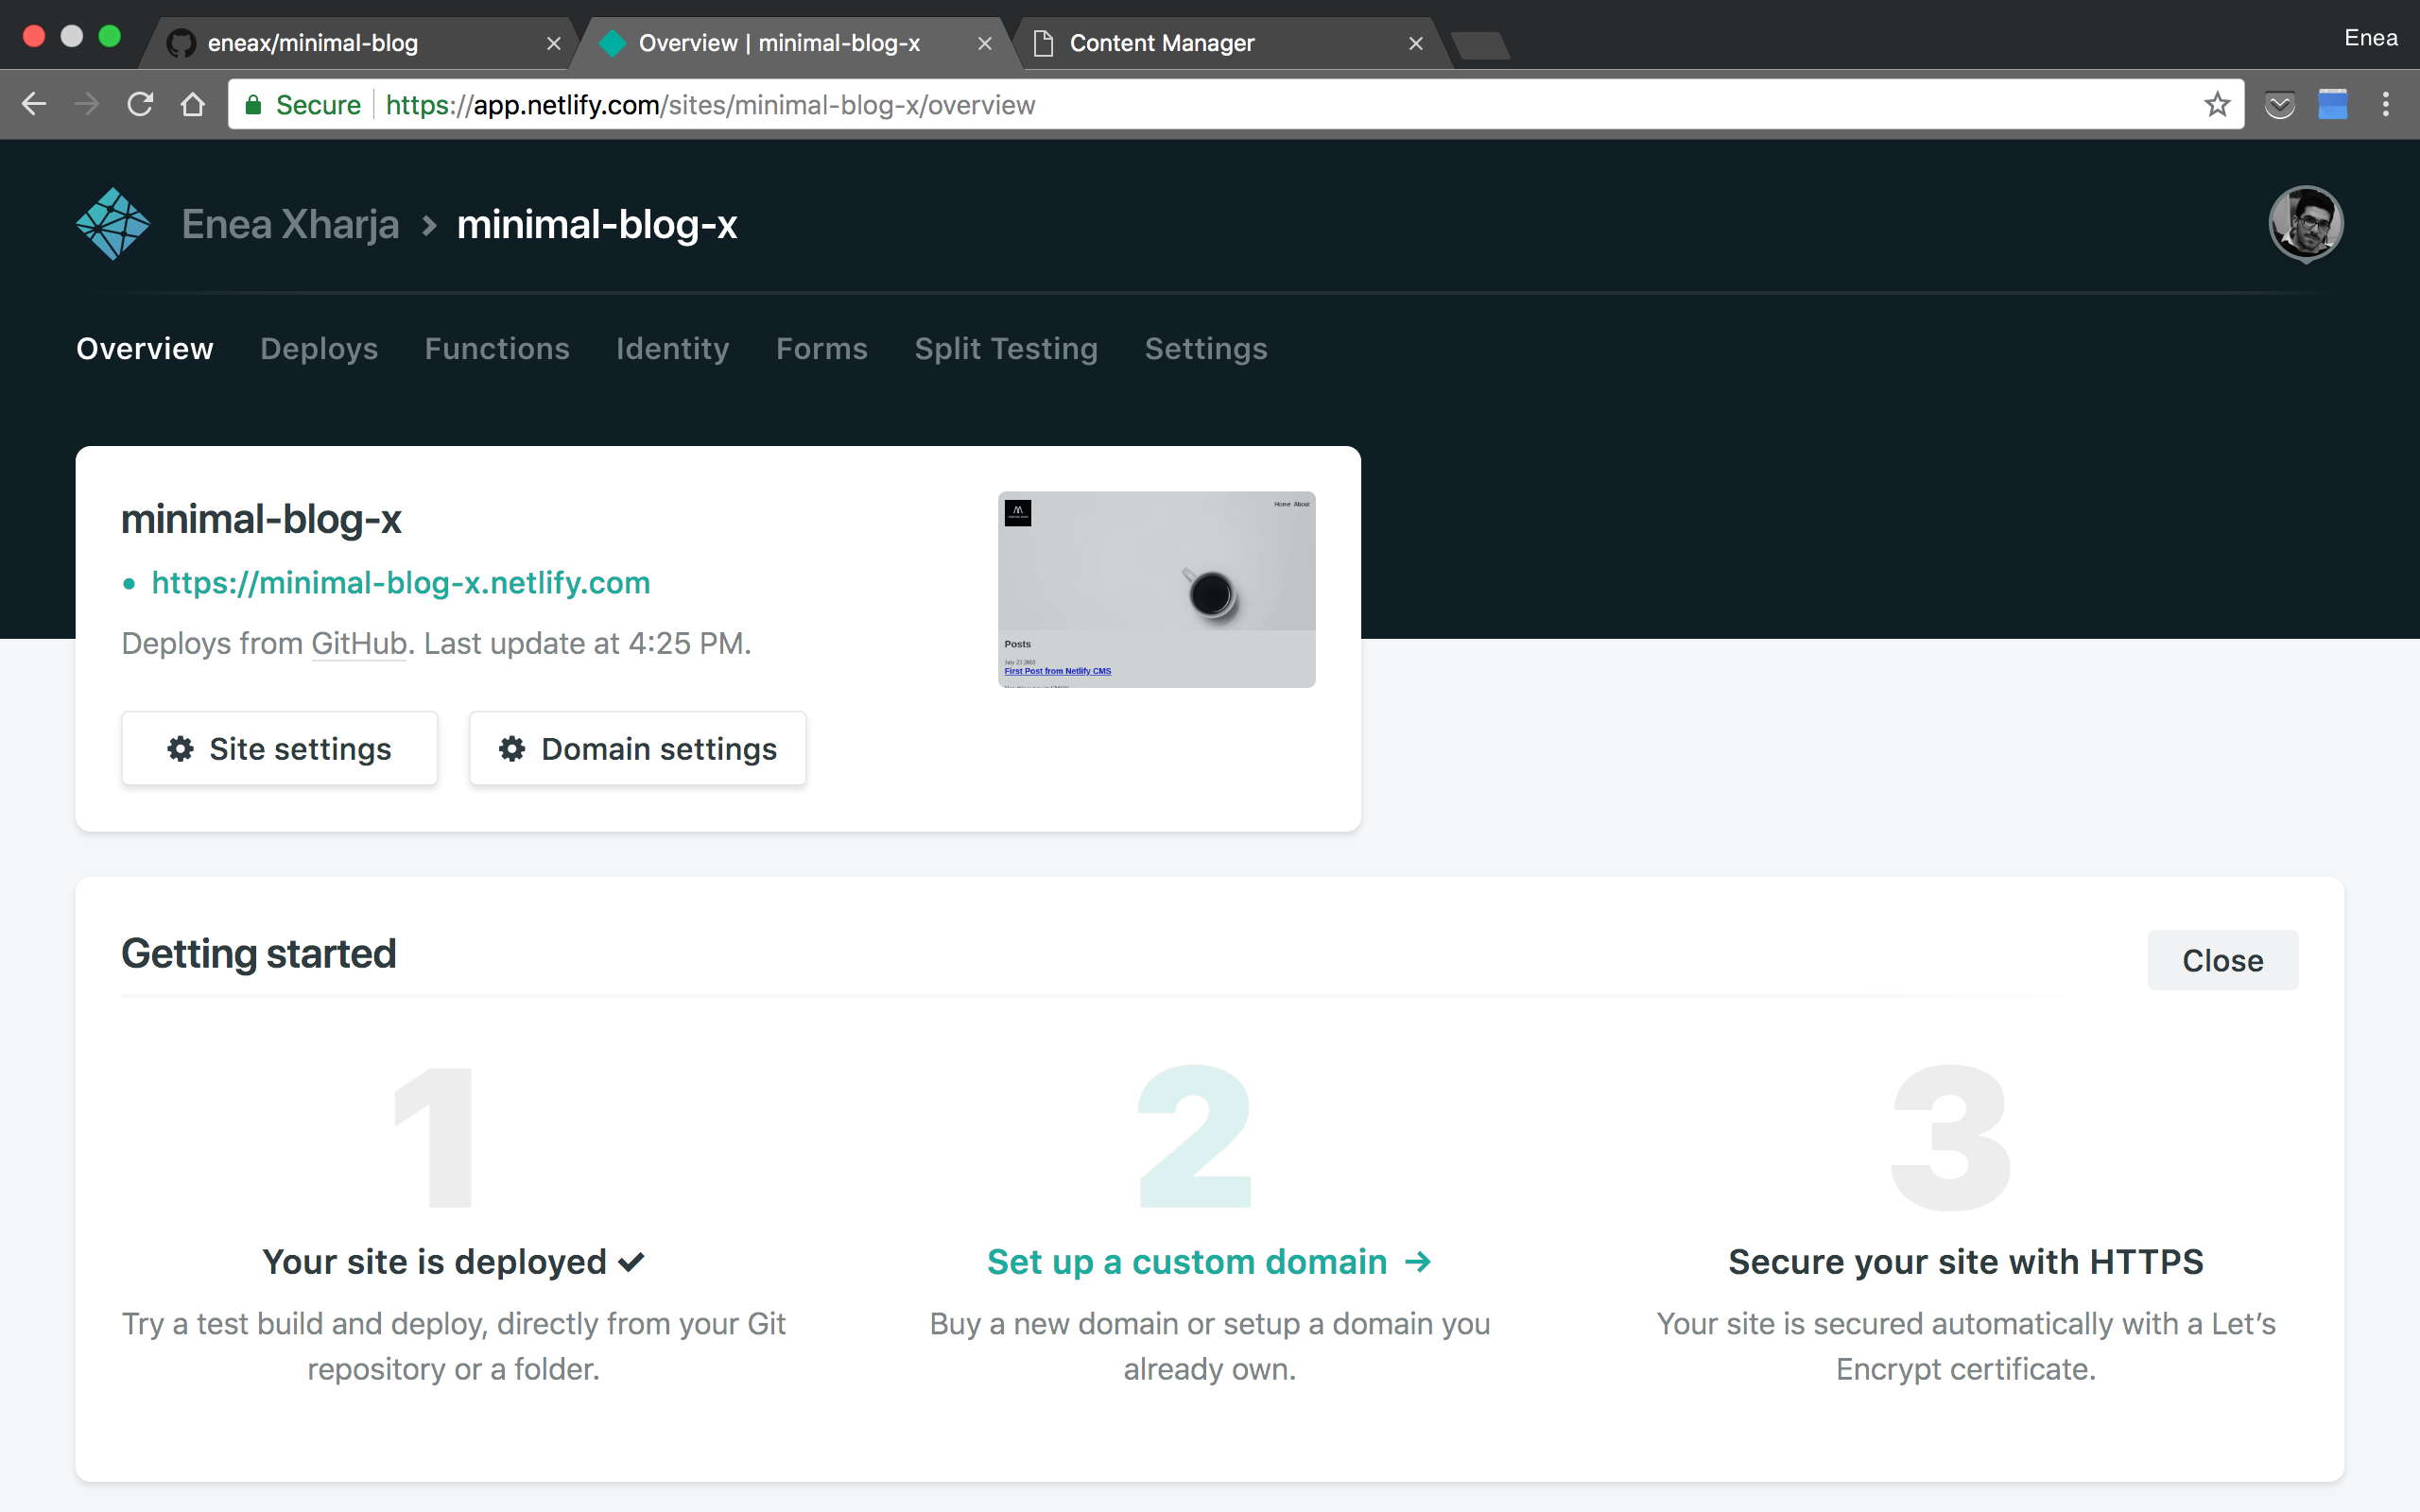 eneax/minimal-blog
Overview | minimal-blog-x
Content Manager
Enea
Secure
https://app.netlify.com/sites/minimal-blog-x/overview
Enea Xharja > minimal-blog-x
Overview
Deploys
Functions
Identity
Forms
Split Testing
Settings
minimal-blog-x
https://minimal-blog-x.netlify.com
Deploys from GitHub. Last update at 4:25 PM.
Site settings
Domain settings
Home About
Posts
July 23 2018
First Post from Netlify CMS
Getting started
Close
1
Your site is deployed ✓
Try a test build and deploy, directly from your Git
repository or a folder.
2
Set up a custom domain →
Buy a new domain or setup a domain you
already own.
3
Secure your site with HTTPS
Your site is secured automatically with a Let’s
Encrypt certificate.